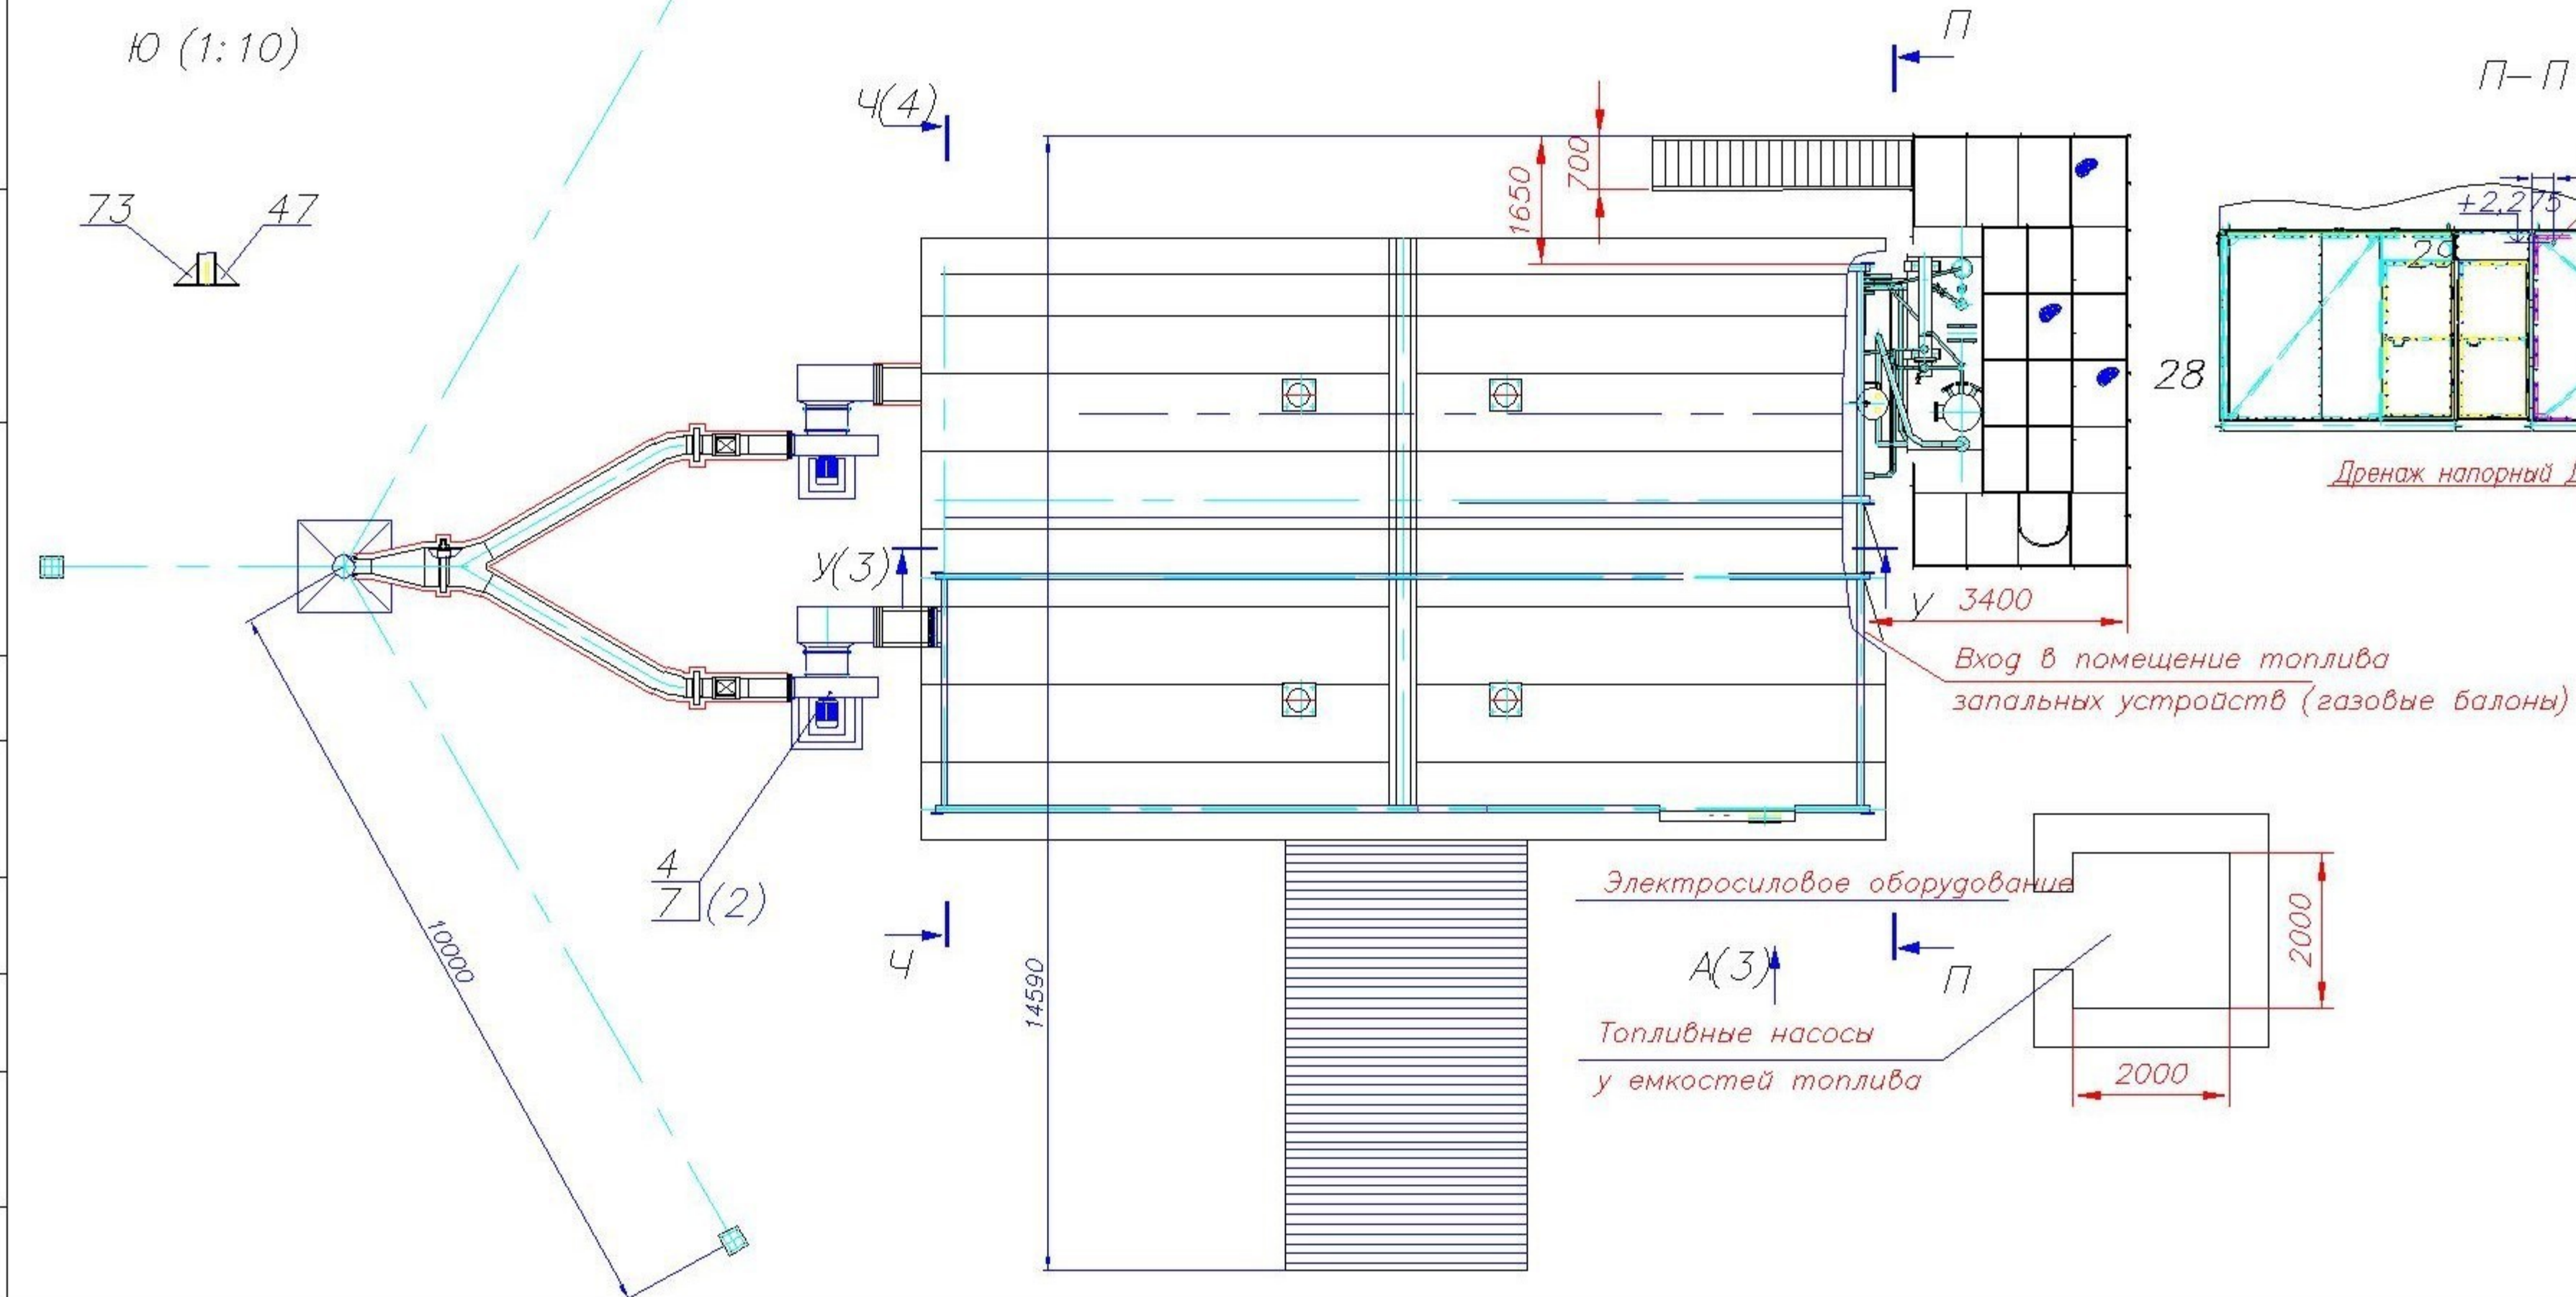 Ю (1:10)
П
П-П
Ч(4)
700
1650
73
47
+2,275
29
28
Дренаж напорный
У(3)
У
3400
Вход в помещение топлива
запальных устройств (газовые балоны)
4
7 (2)
Электросиловое оборудование
2000
10000
Ч
14590
А(3)
П
Топливные насосы
у емкостей топлива
2000